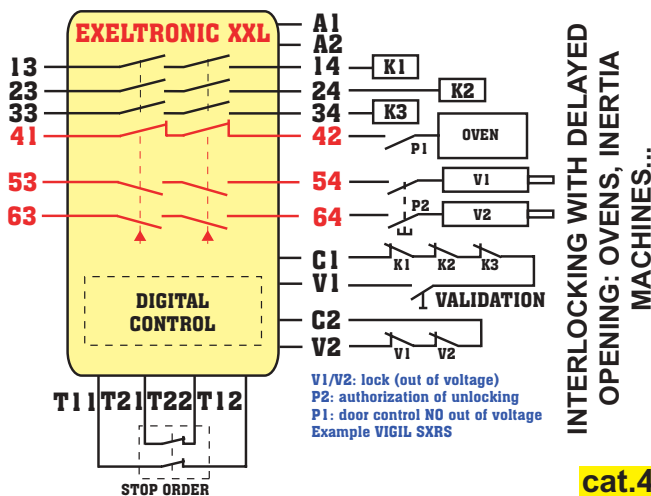 EXELTRONIC XXL
A1
A2
13
14
K1
23
24
K2
33
34
K3
41
42
P1
OVEN
53
54
V1
P2
63
64
V2
C1
K1 K2 K3
V1
VALIDATION
DIGITAL
CONTROL
C2
V2
V1 V2
T11 T21 T22 T12
STOP ORDER
V1/V2: lock (out of voltage)
P2: authorization of unlocking
P1: door control NO out of voltage
Example VIGIL SXRS
INTERLOCKING WITH DELAYED
OPENING: OVENS, INERTIA
MACHINES...
cat.4